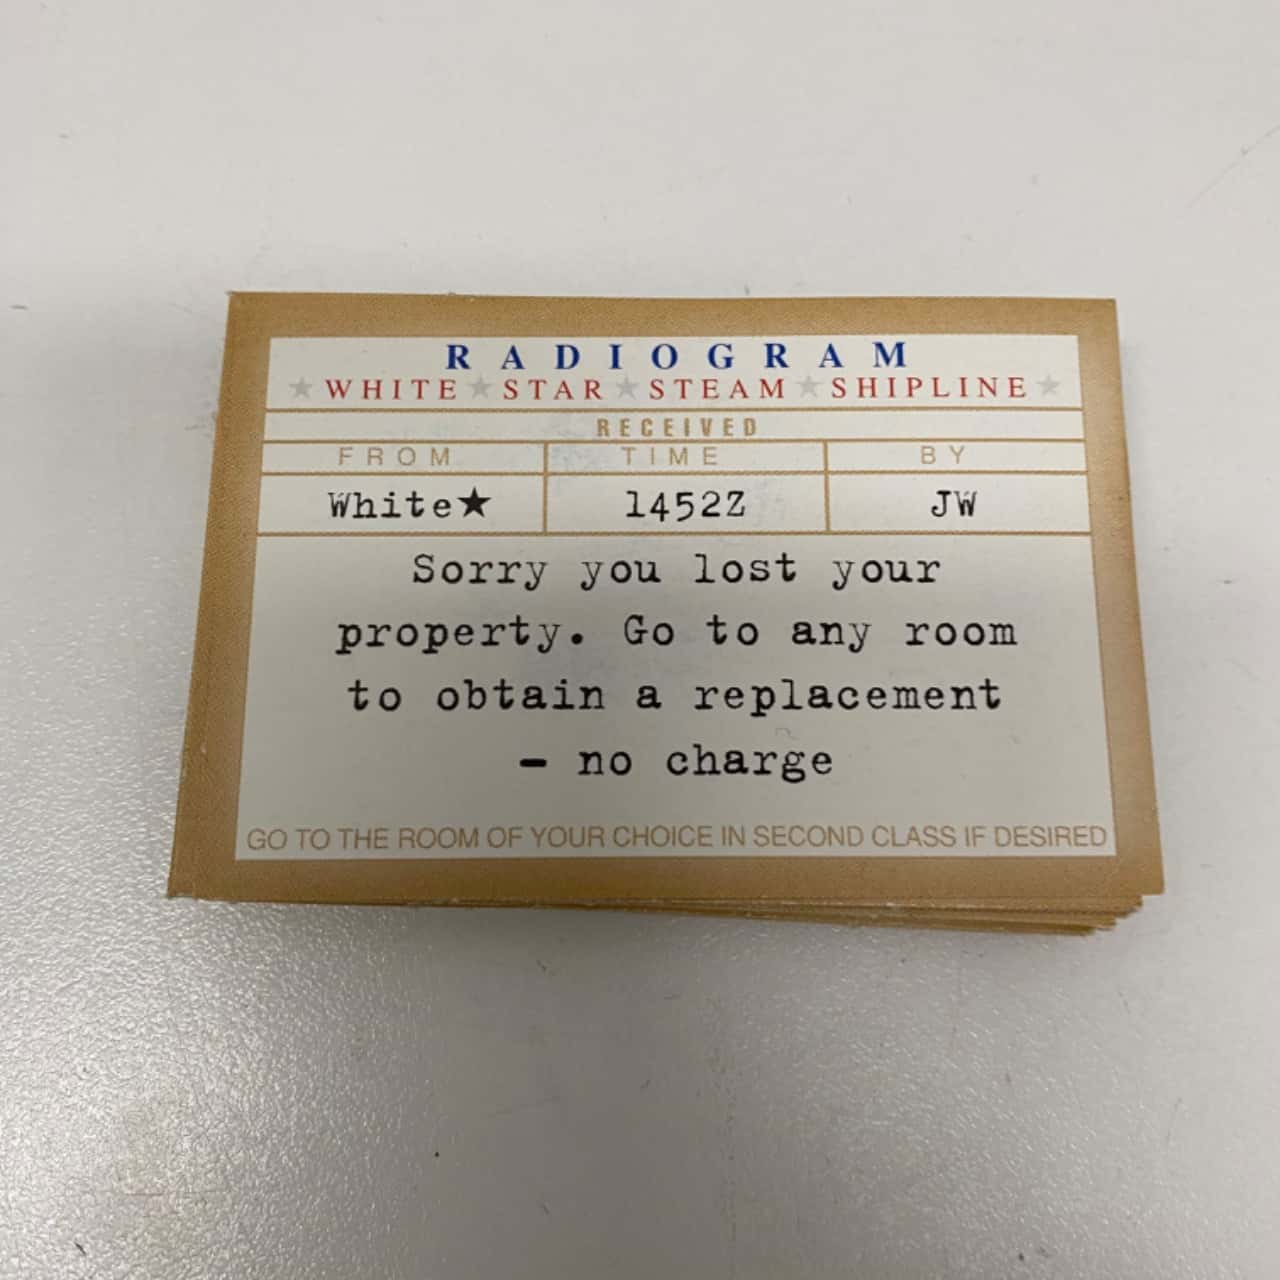 RADIOGRAM
★ WHITE ★ STAR ★ STEAM ★ SHIPLINE ★
RECEIVED
FROM TIME BY
White★ 1452Z JW
Sorry you lost your
property. Go to any room
to obtain a replacement
- no charge
GO TO THE ROOM OF YOUR CHOICE IN SECOND CLASS IF DESIRED